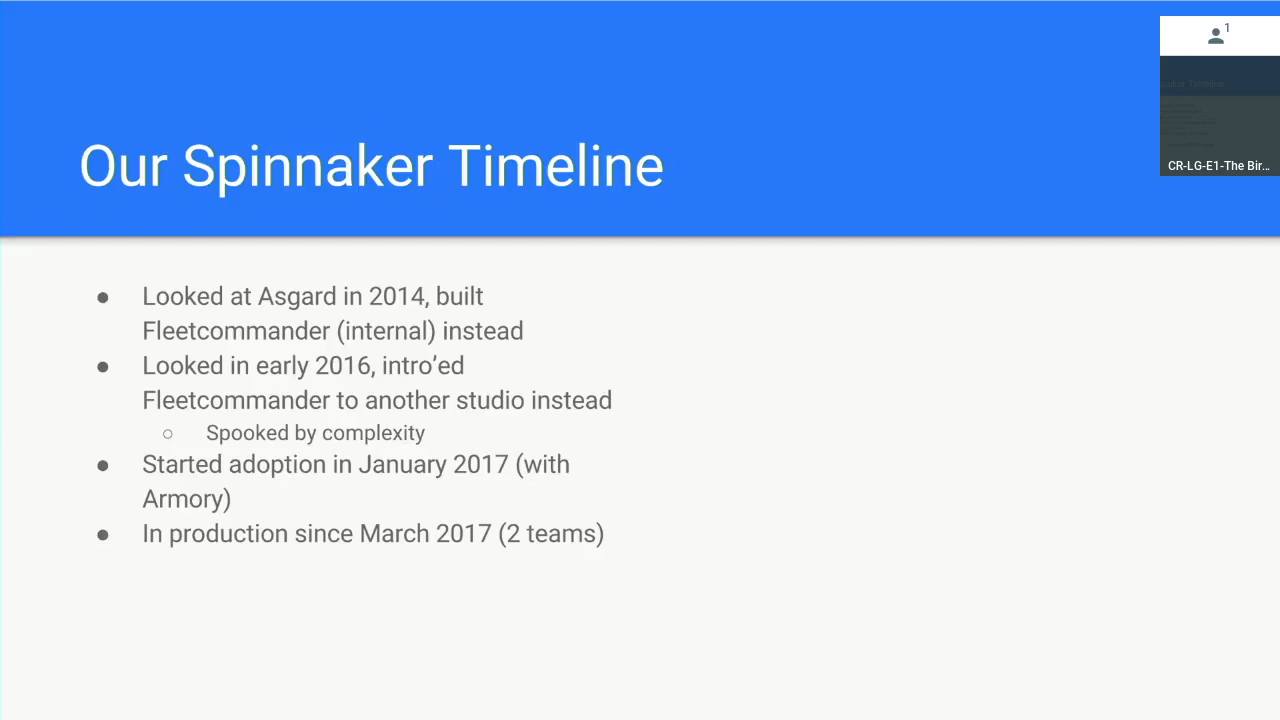 Our Spinnaker Timeline
1
CR-LG-E1-The Bir...
● Looked at Asgard in 2014, built
Fleetcommander (internal) instead
● Looked in early 2016, intro’ed
Fleetcommander to another studio instead
○ Spooked by complexity
● Started adoption in January 2017 (with
Armory)
● In production since March 2017 (2 teams)